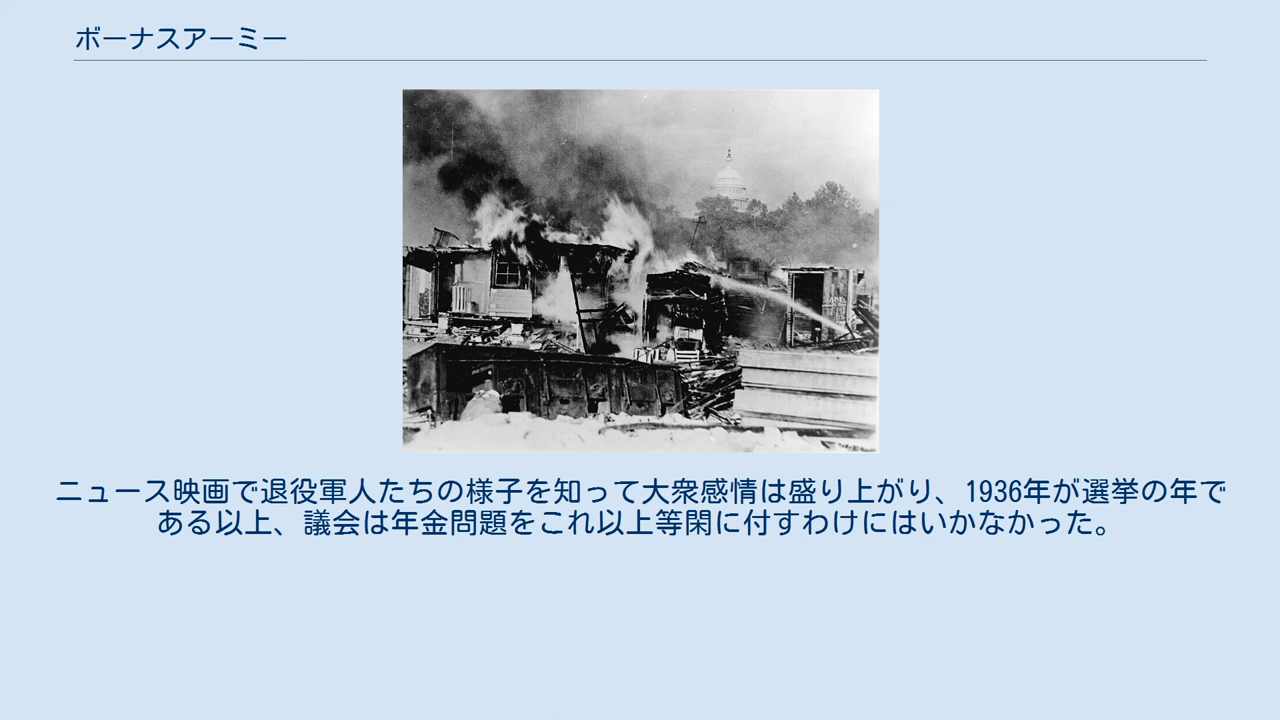 ボーナスアーミー
ニュース映画で退役軍人たちの様子を知って大衆感情は盛り上がり、1936年が選挙の年で
ある以上、議会は年金問題をこれ以上等閑に付すわけにはいかなかった。